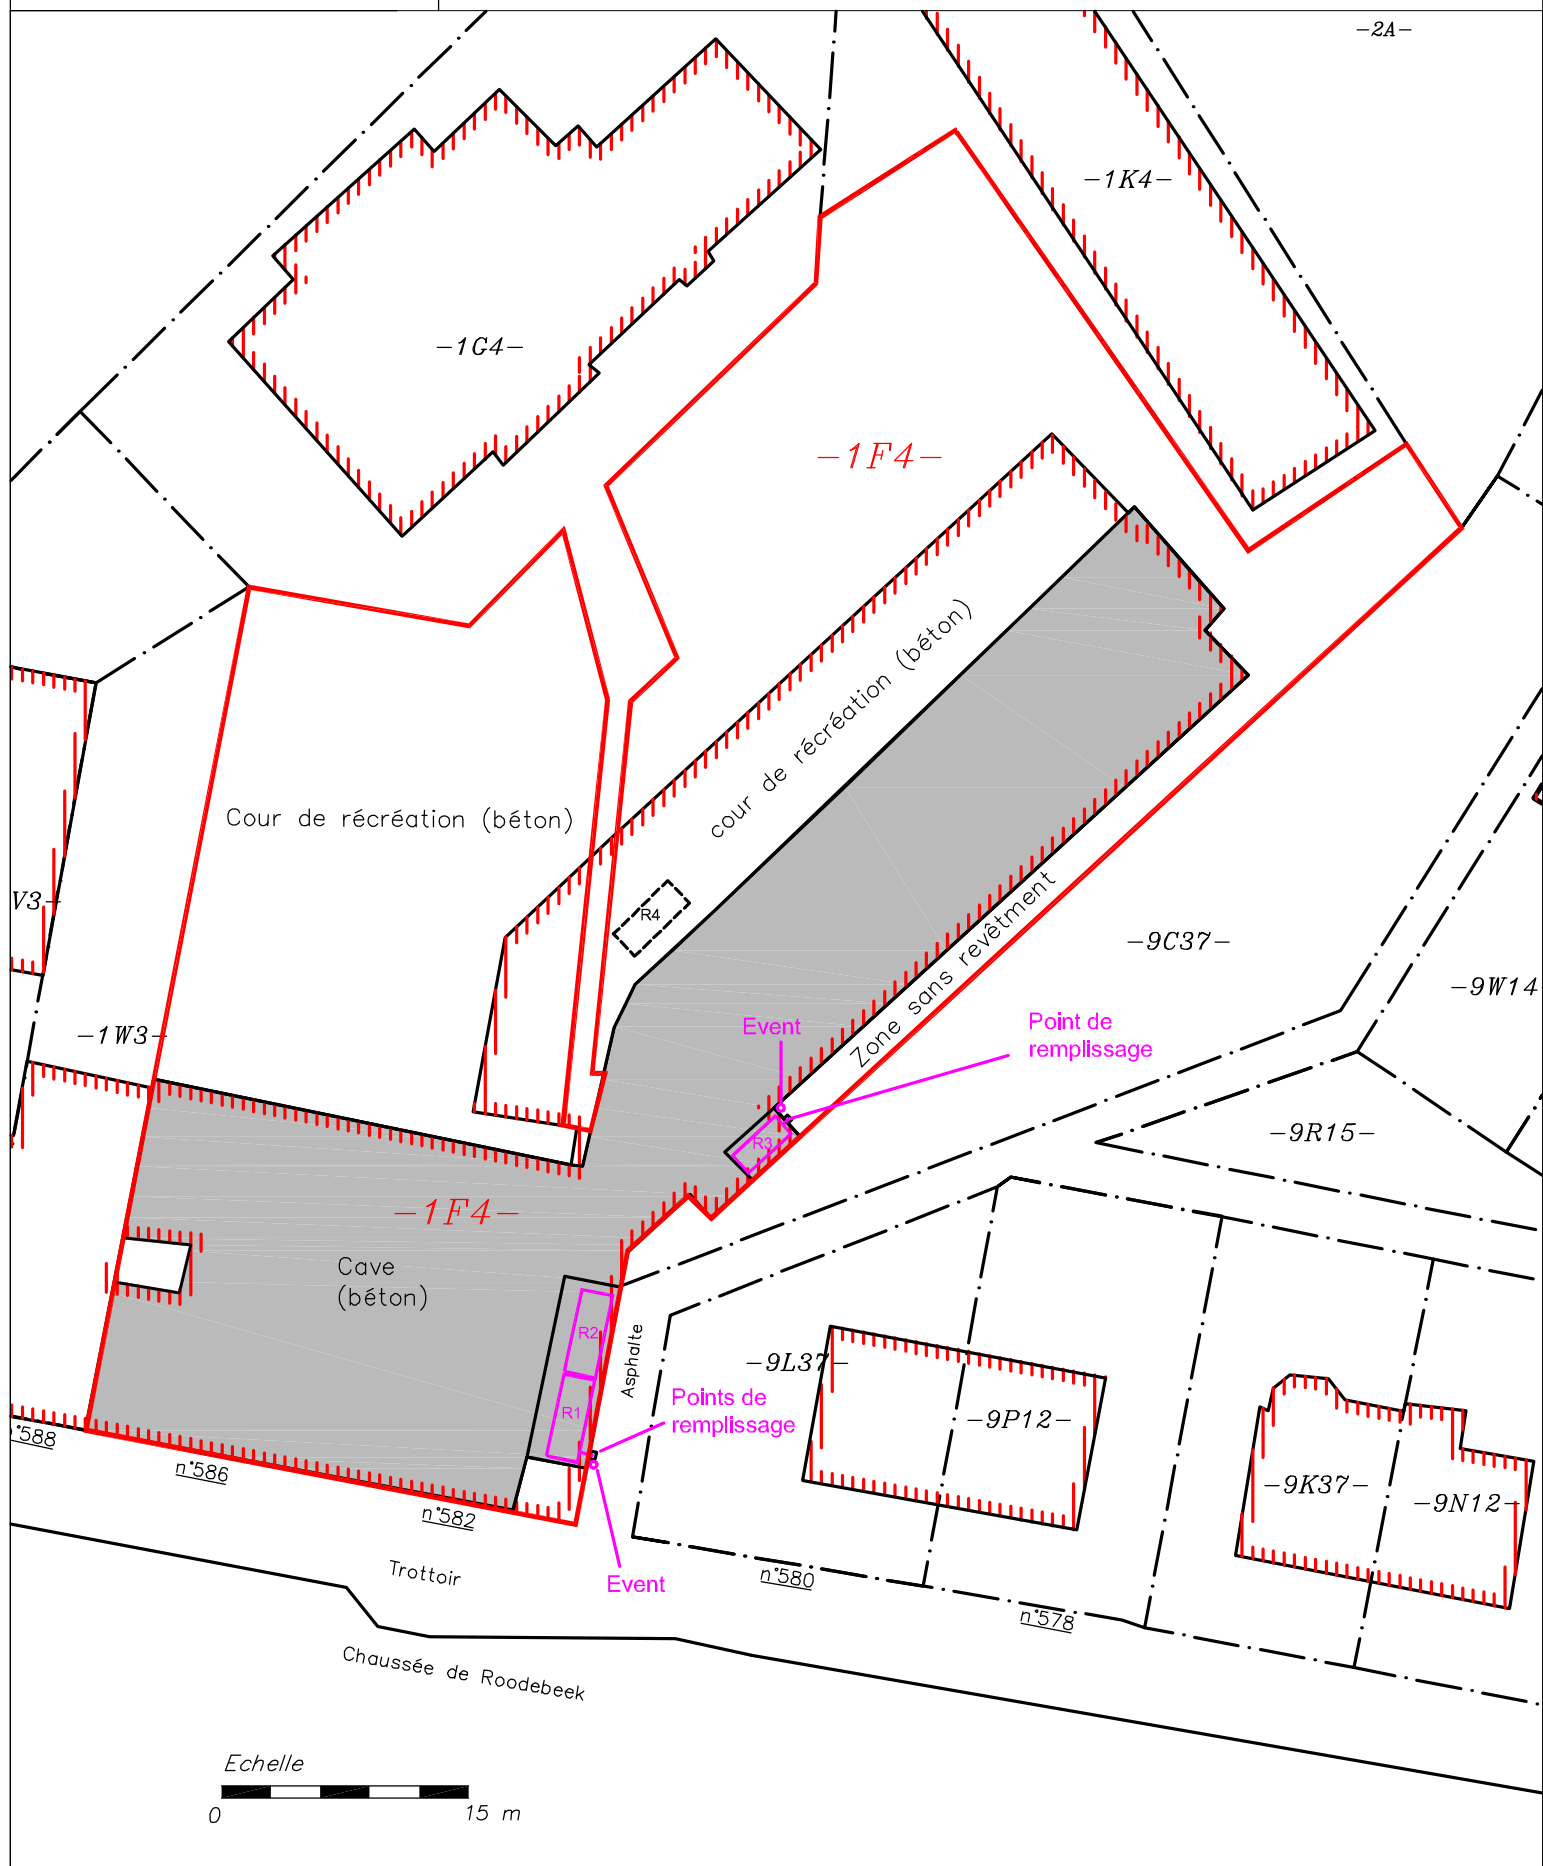 -2A-
-1K4-
-1G4-
-1F4-
cour de récréation (béton)
Cour de récréation (béton)
V3-
R4
-9C37-
-9W14
Zone sans revêtment
Event
Point de
remplissage
-1W3-
-9R15-
R3
-1F4-
Cave
(béton)
R2
Asphalte
-9L37-
Points de
remplissage
R1
-9P12-
-9K37-
-9N12-
n°588
n°586
n°582
Trottoir
Event
n°580
n°578
Chaussée de Roodebeek
Echelle
0
15 m